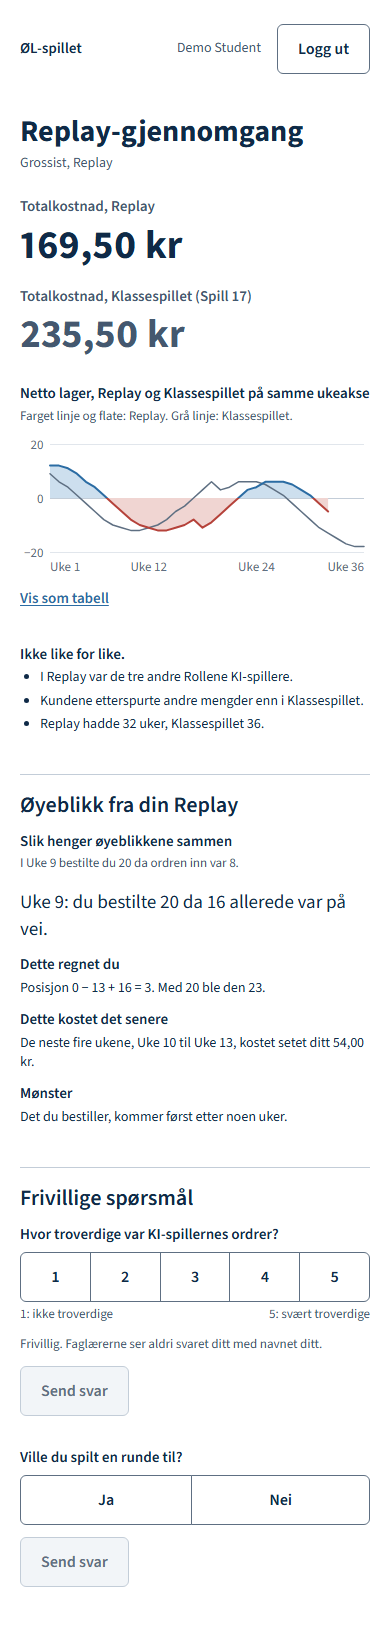 ØL-spillet
Demo Student
Logg ut
Replay-gjennomgang
Grossist, Replay
Totalkostnad, Replay
169,50 kr
Totalkostnad, Klassespillet (Spill 17)
235,50 kr
Netto lager, Replay og Klassespillet på samme ukeakse
Farget linje og flate: Replay. Grå linje: Klassespillet.
20
0
−20
Uke 1
Uke 12
Uke 24
Uke 36
Vis som tabell
Ikke like for like.
I Replay var de tre andre Rollene KI-spillere.
Kundene etterspurte andre mengder enn i Klassespillet.
Replay hadde 32 uker, Klassespillet 36.
Øyeblikk fra din Replay
Slik henger øyeblikkene sammen
I Uke 9 bestilte du 20 da ordren inn var 8.
Uke 9: du bestilte 20 da 16 allerede var på
vei.
Dette regnet du
Posisjon 0 − 13 + 16 = 3. Med 20 ble den 23.
Dette kostet det senere
De neste fire ukene, Uke 10 til Uke 13, kostet setet ditt 54,00
kr.
Mønster
Det du bestiller, kommer først etter noen uker.
Frivillige spørsmål
Hvor troverdige var KI-spillernes ordrer?
1
2
3
4
5
1: ikke troverdige
5: svært troverdige
Frivillig. Faglærerne ser aldri svaret ditt med navnet ditt.
Send svar
Ville du spilt en runde til?
Ja
Nei
Send svar